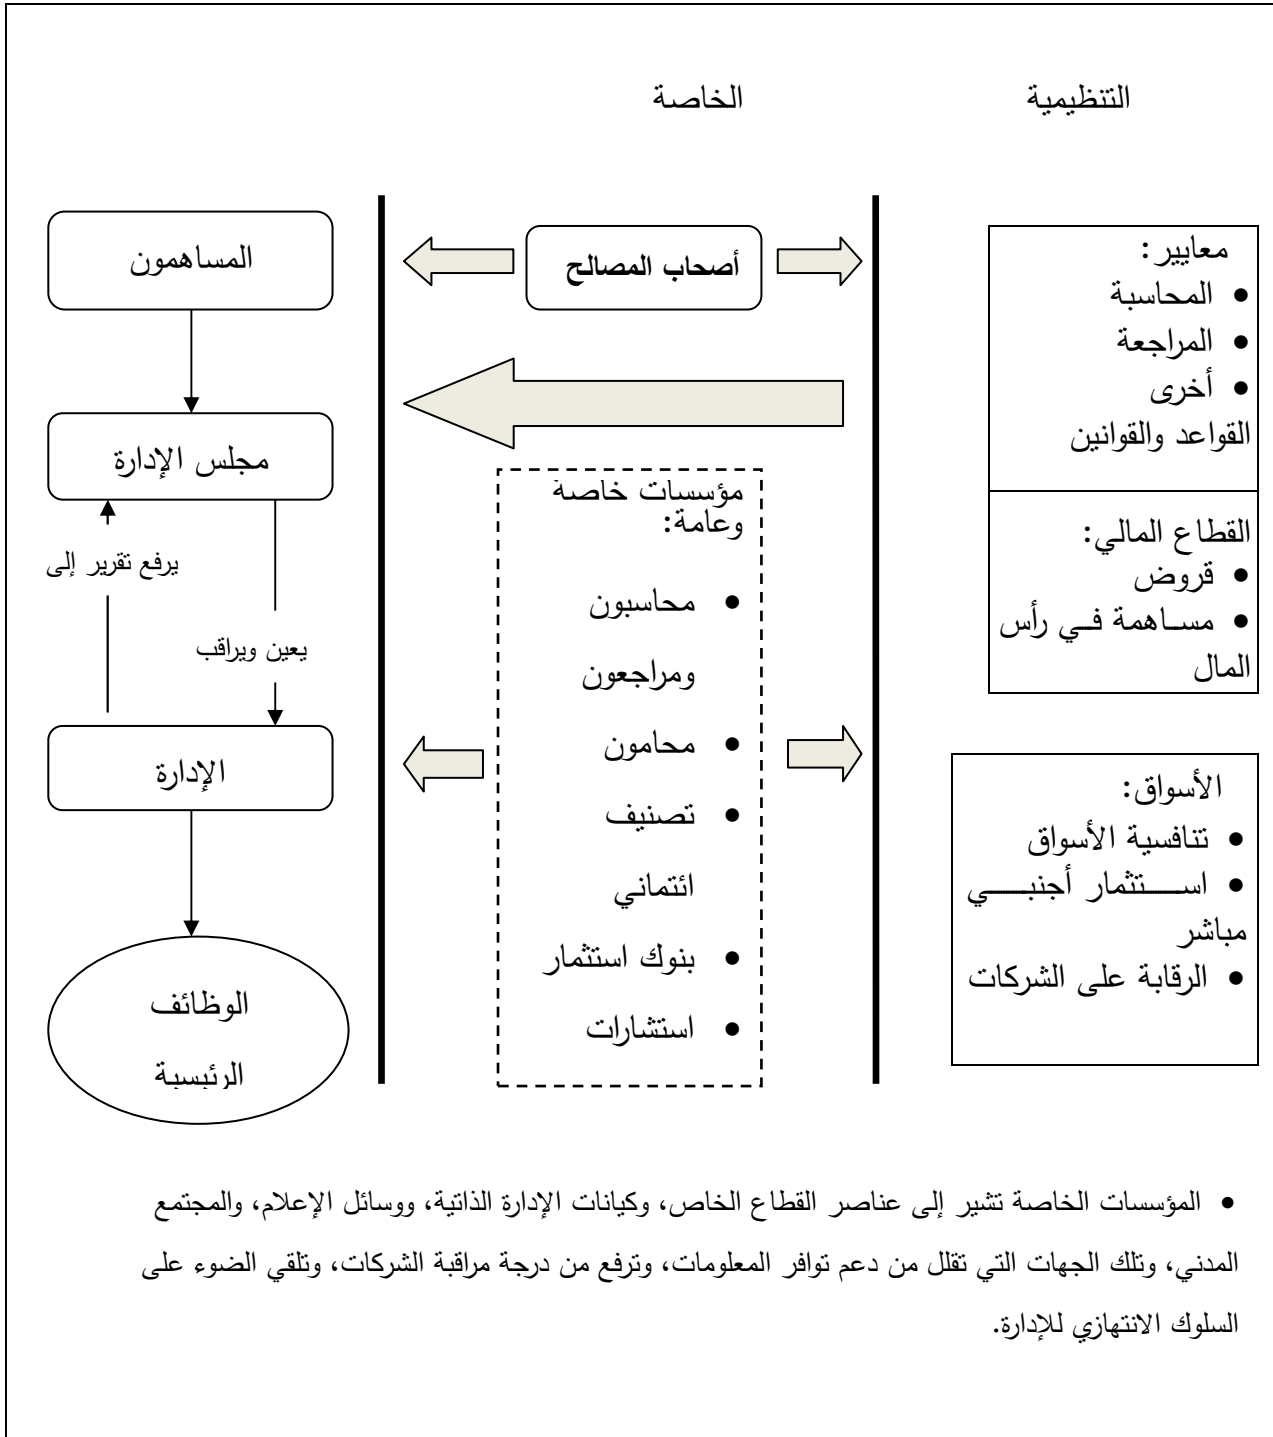 التنظيمية
الخاصة
معايير:
• المحاسبة
• المراجعة
• أخرى
القواعد والقوانين
القطاع المالي:
• قروض
• مساهمة في رأس
المال
الأسواق:
• تنافسية الأسواق
• استثمار أجنبي
مباشر
• الرقابة على الشركات
أصحاب المصالح
مؤسسات خاصة
وعامة:
• محاسبون
ومراجعون
• محامون
• تصنيف
ائتماني
• بنوك استثمار
• استشارات
المساهمون
مجلس الإدارة
يرفع تقرير إلى
يعين ويراقب
الإدارة
الوظائف
الرئيسية
• المؤسسات الخاصة تشير إلى عناصر القطاع الخاص، وكيانات الإدارة الذاتية، ووسائل الإعلام، والمجتمع
المدني، وتلك الجهات التي تقلل من دعم توافر المعلومات، وترفع من درجة مراقبة الشركات، وتلقي الضوء على
السلوك الانتهازي للإدارة.